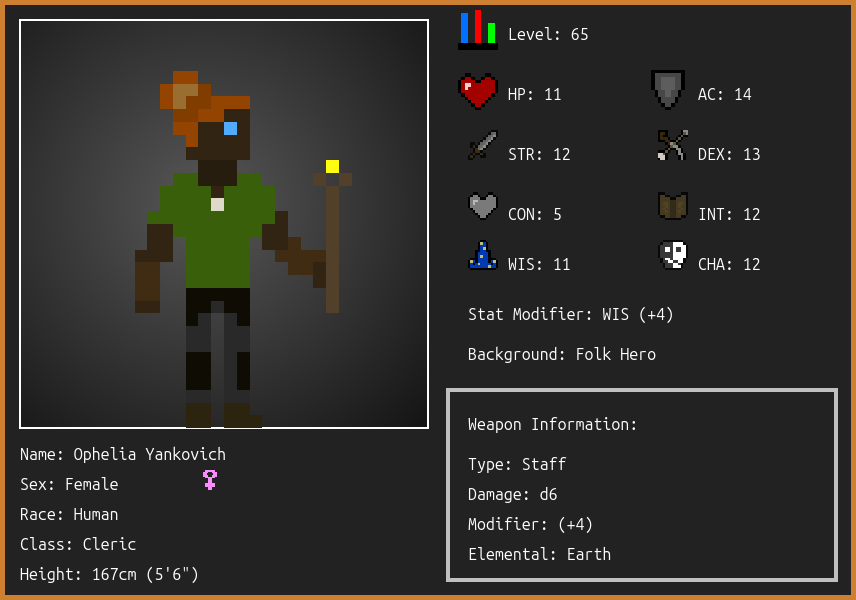 Level: 65
HP: 11
AC: 14
STR: 12
DEX: 13
CON: 5
INT: 12
WIS: 11
CHA: 12
Stat Modifier: WIS (+4)
Background: Folk Hero
Weapon Information:
Type: Staff
Damage: d6
Modifier: (+4)
Elemental: Earth
Name: Ophelia Yankovich
Sex: Female
Race: Human
Class: Cleric
Height: 167cm (5'6")